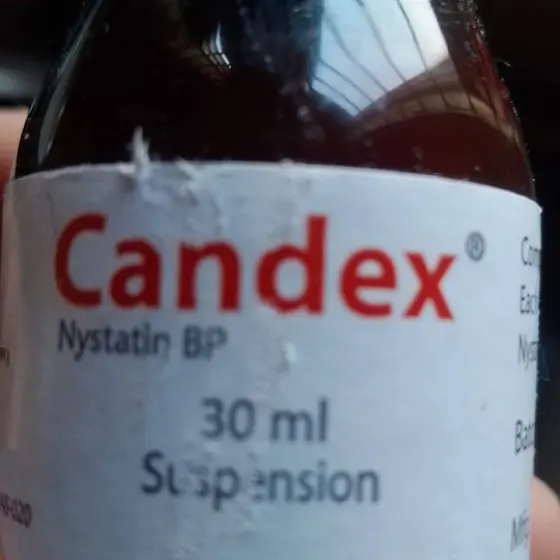 Candex®
Nystatin BP
30 ml
Suspension